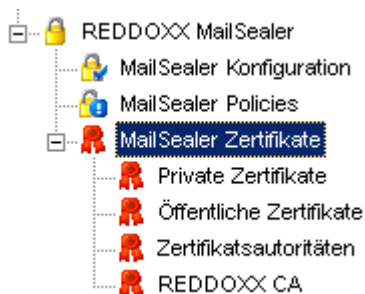 REDDOXX MailSealer
MailSealer Konfiguration
MailSealer Policies
MailSealer Zertifikate
Private Zertifikate
Öffentliche Zertifikate
Zertifikatsautoritäten
REDDOXX CA